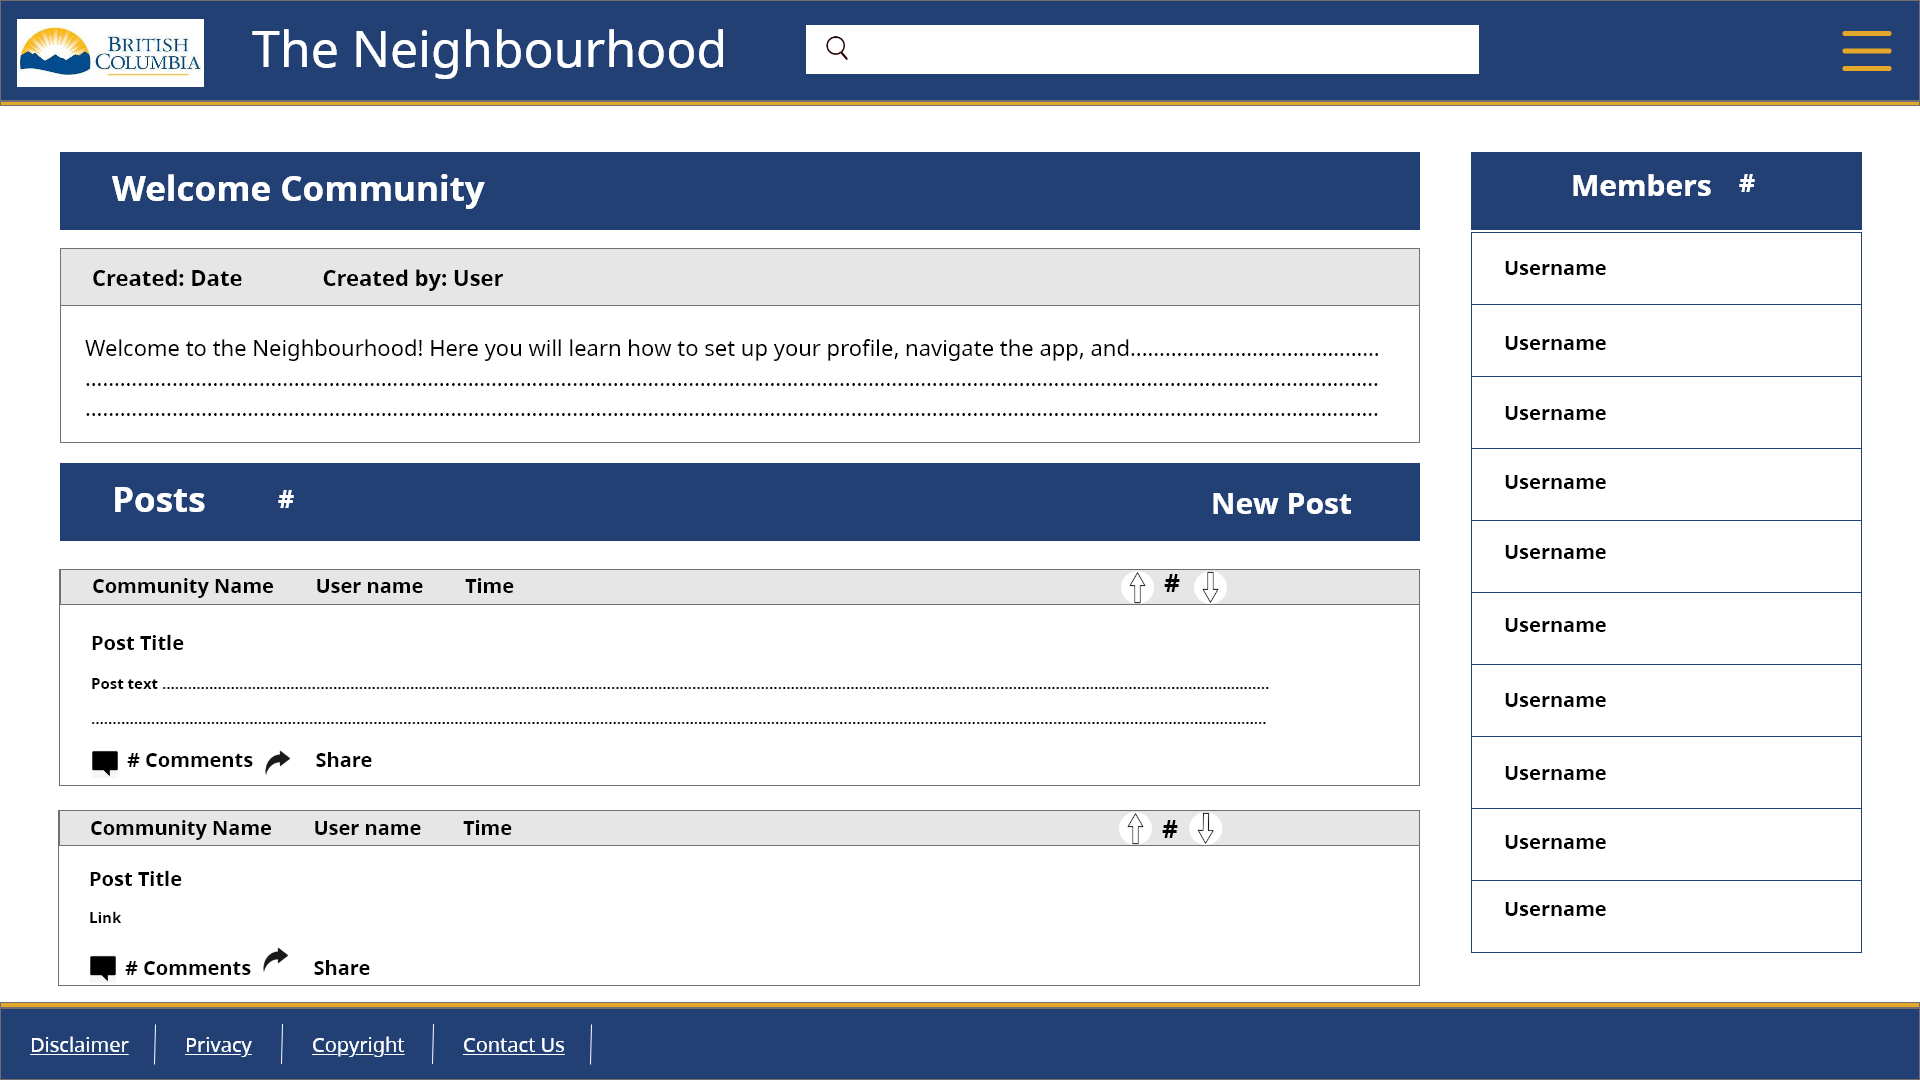 BRITISH
COLUMBIA
The Neighbourhood
Welcome Community
Created: Date Created by: User
Welcome to the Neighbourhood! Here you will learn how to set up your profile, navigate the app, and...........................................
................................................................................................................................................................................................................................
................................................................................................................................................................................................................................
Posts # New Post
Community Name User name Time #
Post Title
Post text ................................................................................................................................................................................................................................................................
................................................................................................................................................................................................................................................................................
# Comments Share
Community Name User name Time #
Post Title
Link
# Comments Share
Members #
Username
Username
Username
Username
Username
Username
Username
Username
Username
Username
Disclaimer Privacy Copyright Contact Us